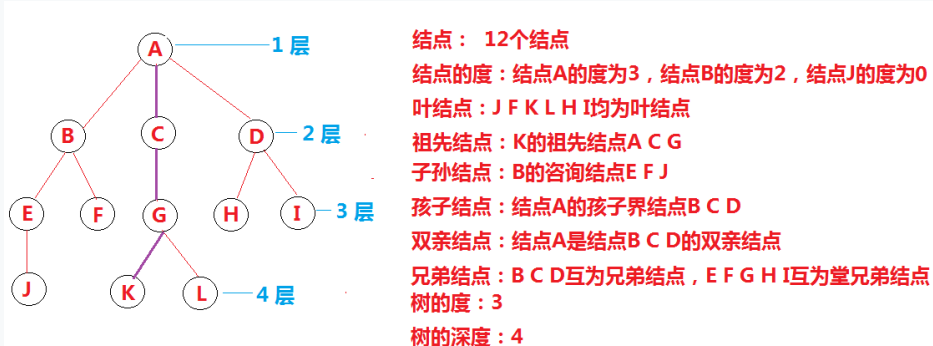 A
1 层
B
C
D
2 层
E
F
G
H
I
3 层
J
K
L
4 层
结点： 12个结点
结点的度：结点A的度为3，结点B的度为2，结点J的度为0
叶结点：J F K L H I均为叶结点
祖先结点：K的祖先结点A C G
子孙结点：B的咨询结点E F J
孩子结点：结点A的孩子界结点B C D
双亲结点：结点A是结点B C D的双亲结点
兄弟结点：B C D互为兄弟结点，E F G H I互为堂兄弟结点
树的度：3
树的深度：4